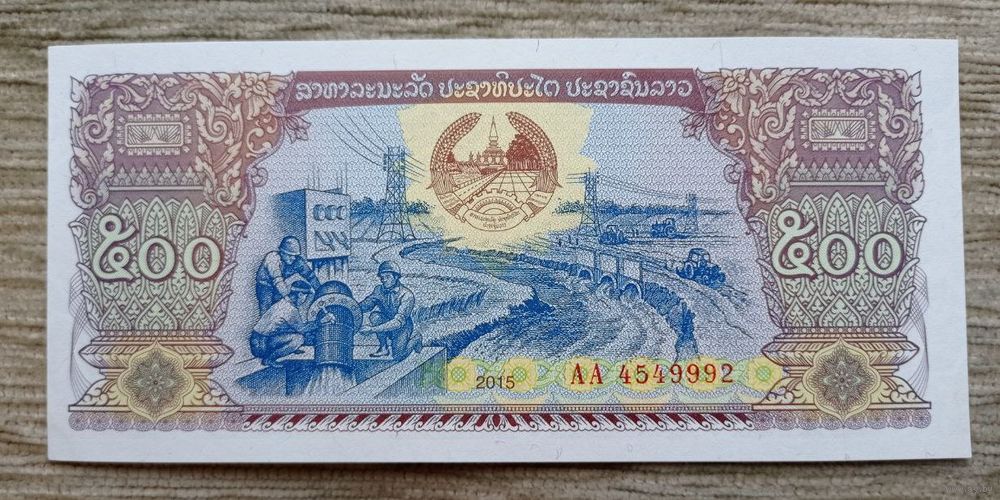 ສາທາລະນະລັດ ປະຊາທິປະໄຕ ປະຊາຊົນລາວ
໕໐໐ ໕໐໐
2015 AA 4549992